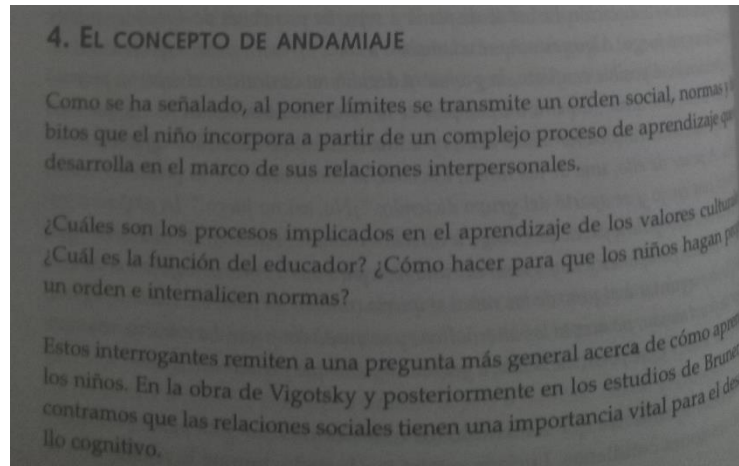 4. EL CONCEPTO DE ANDAMIAJE
Como se ha señalado, al poner límites se transmite un orden social, normas y
bitos que el niño incorpora a partir de un complejo proceso de aprendizaje
desarrolla en el marco de sus relaciones interpersonales.
¿Cuáles son los procesos implicados en el aprendizaje de los valores
¿Cuál es la función del educador? ¿Cómo hacer para que los niños hagan
un orden e internalicen normas?
Estos interrogantes remiten a una pregunta más general acerca de cómo
los niños. En la obra de Vigotsky y posteriormente en los estudios de
contramos que las relaciones sociales tienen una importancia vital para el
llo cognitivo.